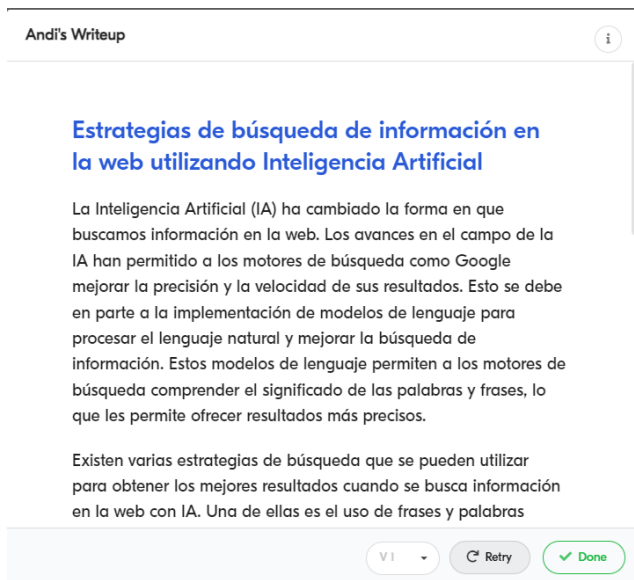 Andi's Writeup
i
Estrategias de búsqueda de información en
la web utilizando Inteligencia Artificial
La Inteligencia Artificial (IA) ha cambiado la forma en que
buscamos información en la web. Los avances en el campo de la
IA han permitido a los motores de búsqueda como Google
mejorar la precisión y la velocidad de sus resultados. Esto se debe
en parte a la implementación de modelos de lenguaje para
procesar el lenguaje natural y mejorar la búsqueda de
información. Estos modelos de lenguaje permiten a los motores de
búsqueda comprender el significado de las palabras y frases, lo
que les permite ofrecer resultados más precisos.
Existen varias estrategias de búsqueda que se pueden utilizar
para obtener los mejores resultados cuando se busca información
en la web con IA. Una de ellas es el uso de frases y palabras
V 1
Retry
Done